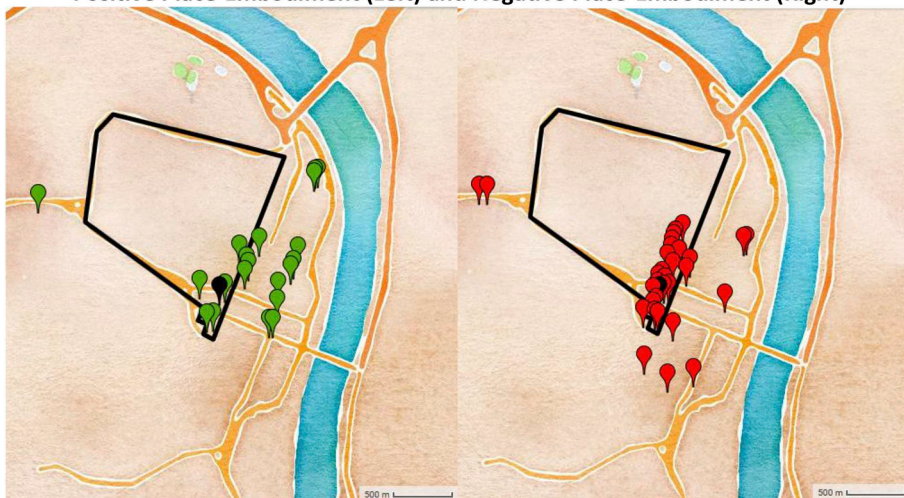 Positive Place-Embodiment (Left) and Negative Place-Embodiment (Right)
500 m
500 m